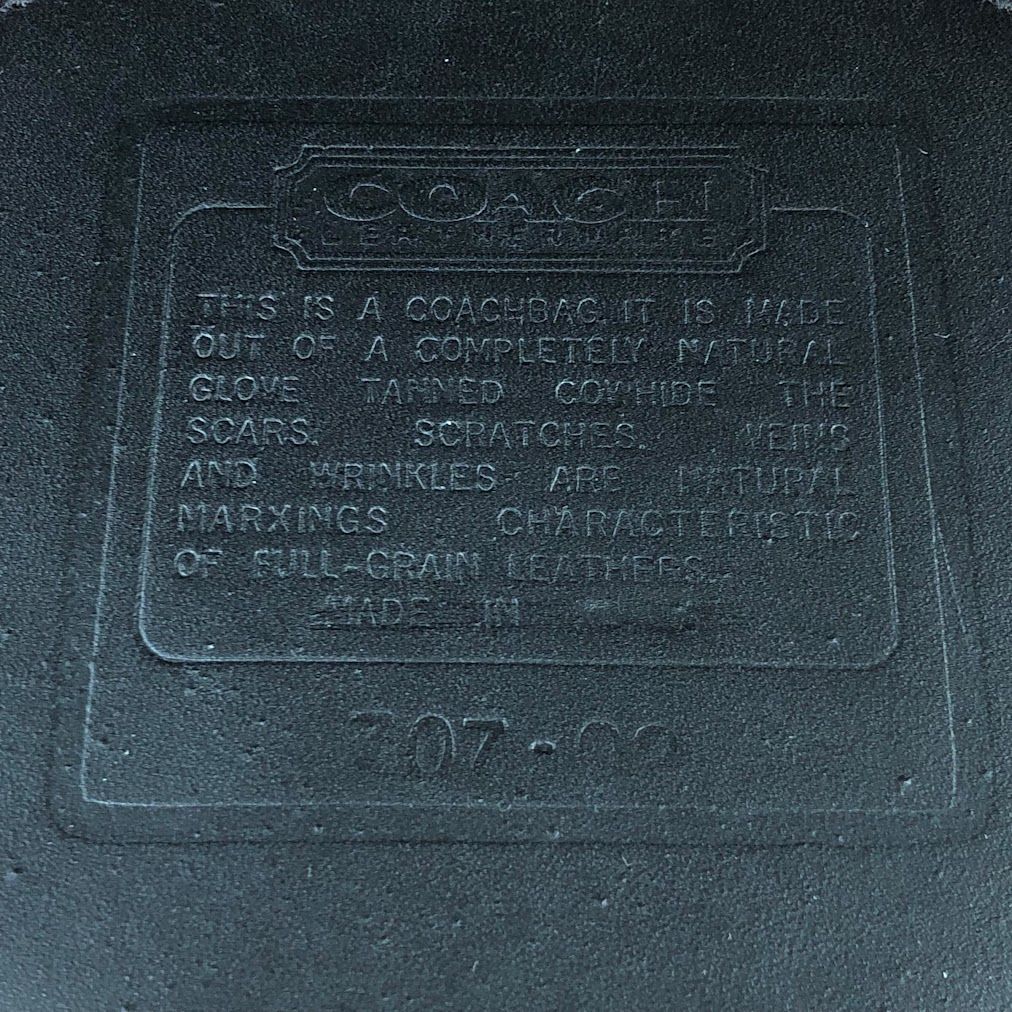 COACH
LEATHERWARE
THIS IS A COACHBAG. IT IS MADE
OUT OF A COMPLETELY NATURAL
GLOVE TANNED COWHIDE THE
SCARS. SCRATCHES. VEINS
AND WRINKLES ARE NATURAL
MARXINGS CHARACTERISTIC
OF FULL-GRAIN LEATHERS.
MADE IN